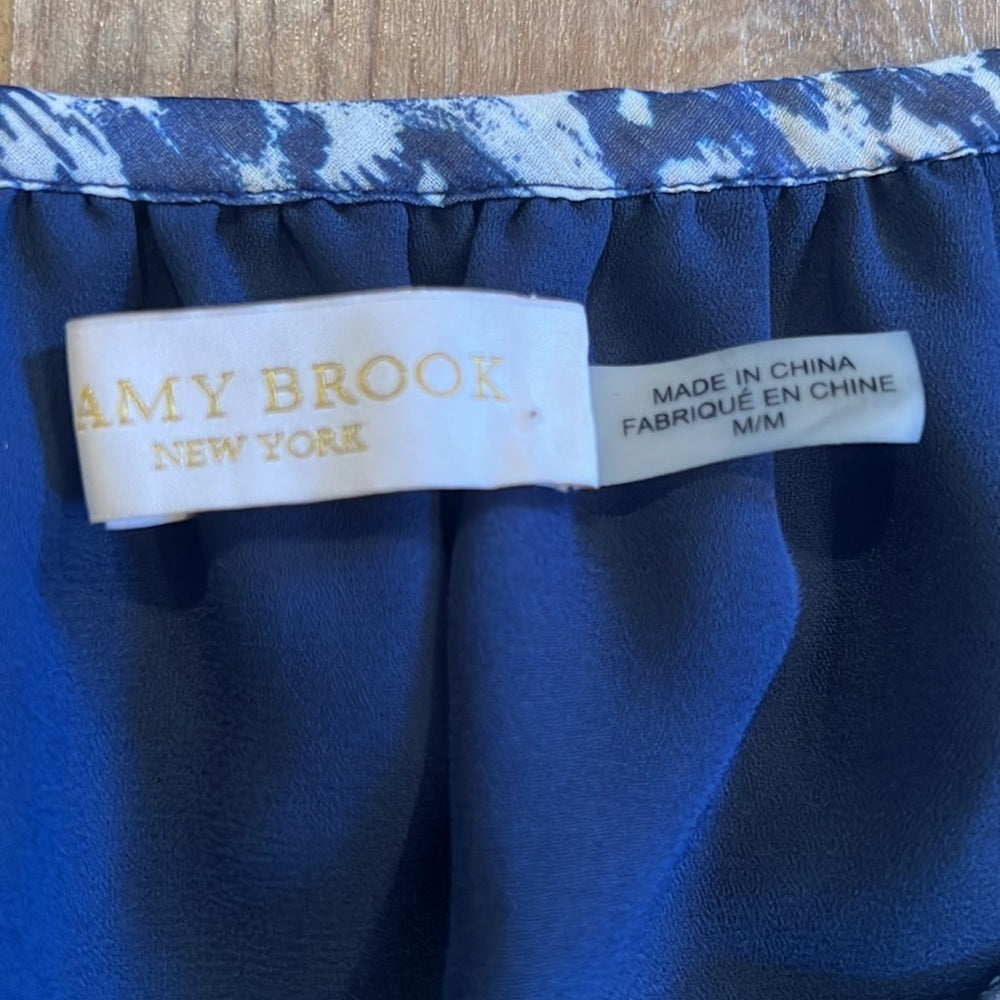 AMY BROOK
NEW YORK
MADE IN CHINA
FABRIQUÉ EN CHINE
M/M